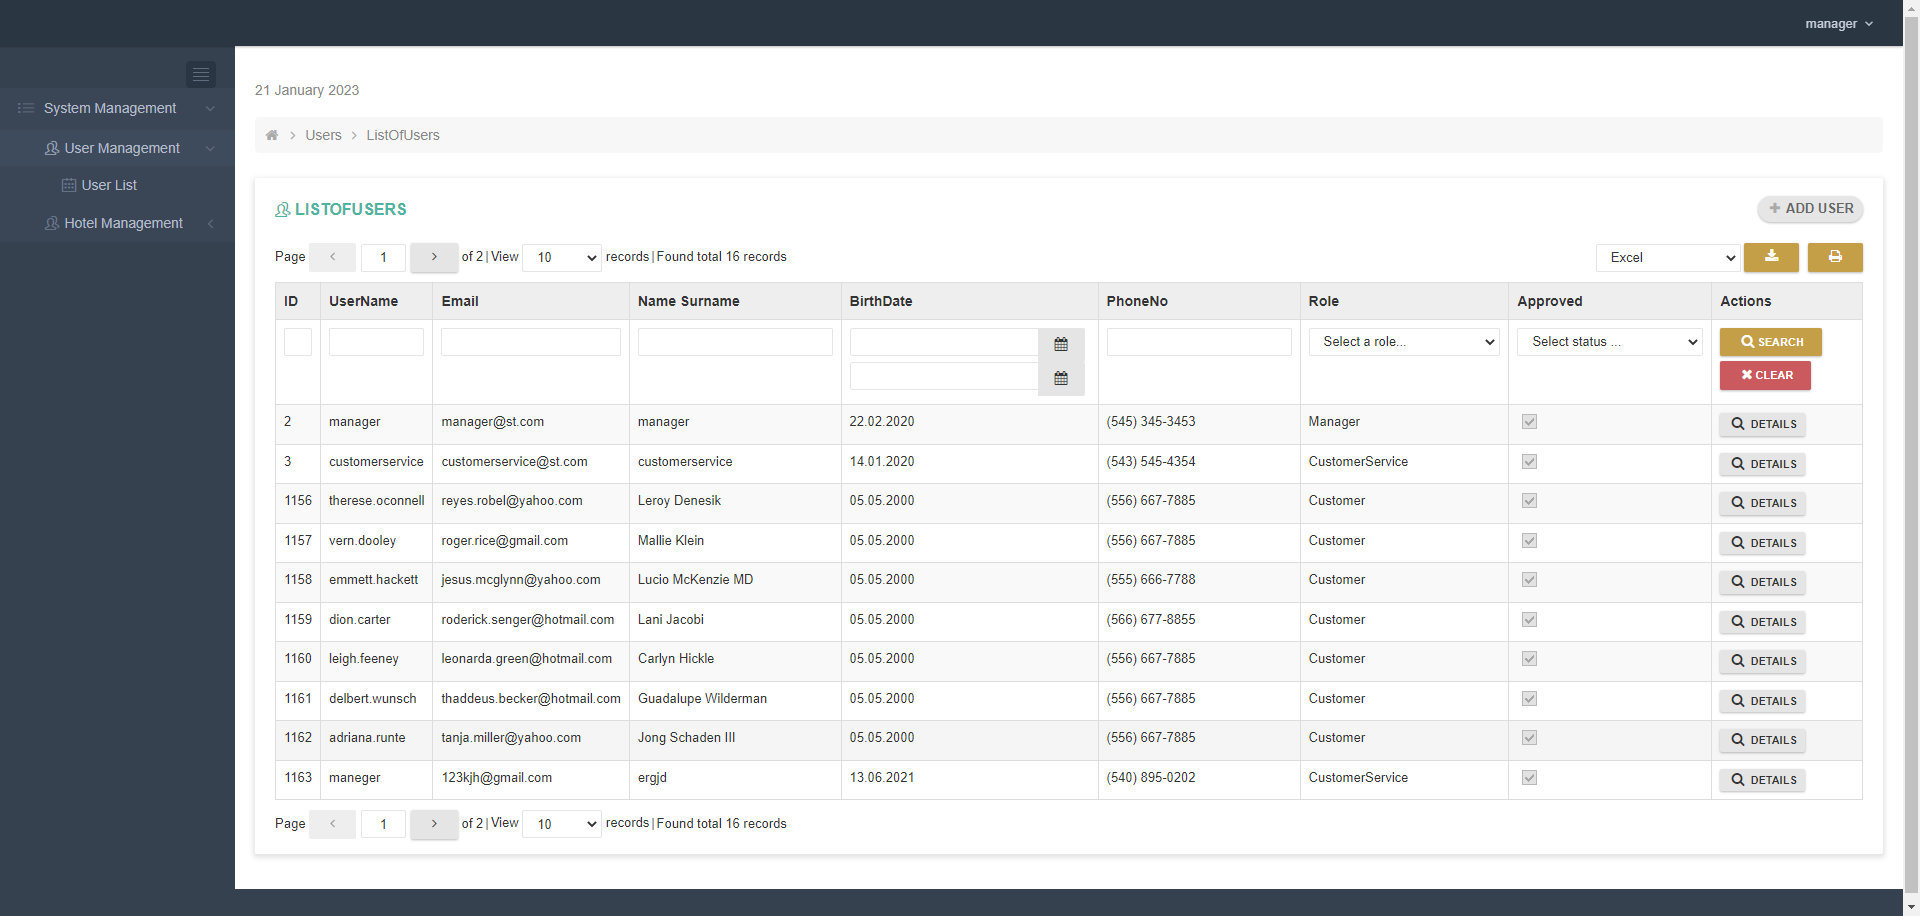 manager
System Management
User Management
User List
Hotel Management
21 January 2023
Users ListOfUsers
LISTOFUSERS
ADD USER
Page 1 of 2 | View 10 records | Found total 16 records
Excel
ID UserName Email Name Surname BirthDate PhoneNo Role Approved Actions
Select a role... Select status ... SEARCH
CLEAR
2 manager manager@st.com manager 22.02.2020 (545) 345-3453 Manager DETAILS
3 customerservice customerservice@st.com customerservice 14.01.2020 (543) 545-4354 CustomerService DETAILS
1156 therese.oconnell reyes.robel@yahoo.com Leroy Denesik 05.05.2000 (556) 667-7885 Customer DETAILS
1157 vern.dooley roger.rice@gmail.com Mallie Klein 05.05.2000 (556) 667-7885 Customer DETAILS
1158 emmett.hackett jesus.mcglynn@yahoo.com Lucio McKenzie MD 05.05.2000 (555) 666-7788 Customer DETAILS
1159 dion.carter roderick.senger@hotmail.com Lani Jacobi 05.05.2000 (566) 677-8855 Customer DETAILS
1160 leigh.feeney leonarda.green@hotmail.com Carlyn Hickle 05.05.2000 (556) 667-7885 Customer DETAILS
1161 delbert.wunsch thaddeus.becker@hotmail.com Guadalupe Wilderman 05.05.2000 (556) 667-7885 Customer DETAILS
1162 adriana.runte tanja.miller@yahoo.com Jong Schaden III 05.05.2000 (556) 667-7885 Customer DETAILS
1163 maneger 123kjh@gmail.com ergjd 13.06.2021 (540) 895-0202 CustomerService DETAILS
Page 1 of 2 | View 10 records | Found total 16 records